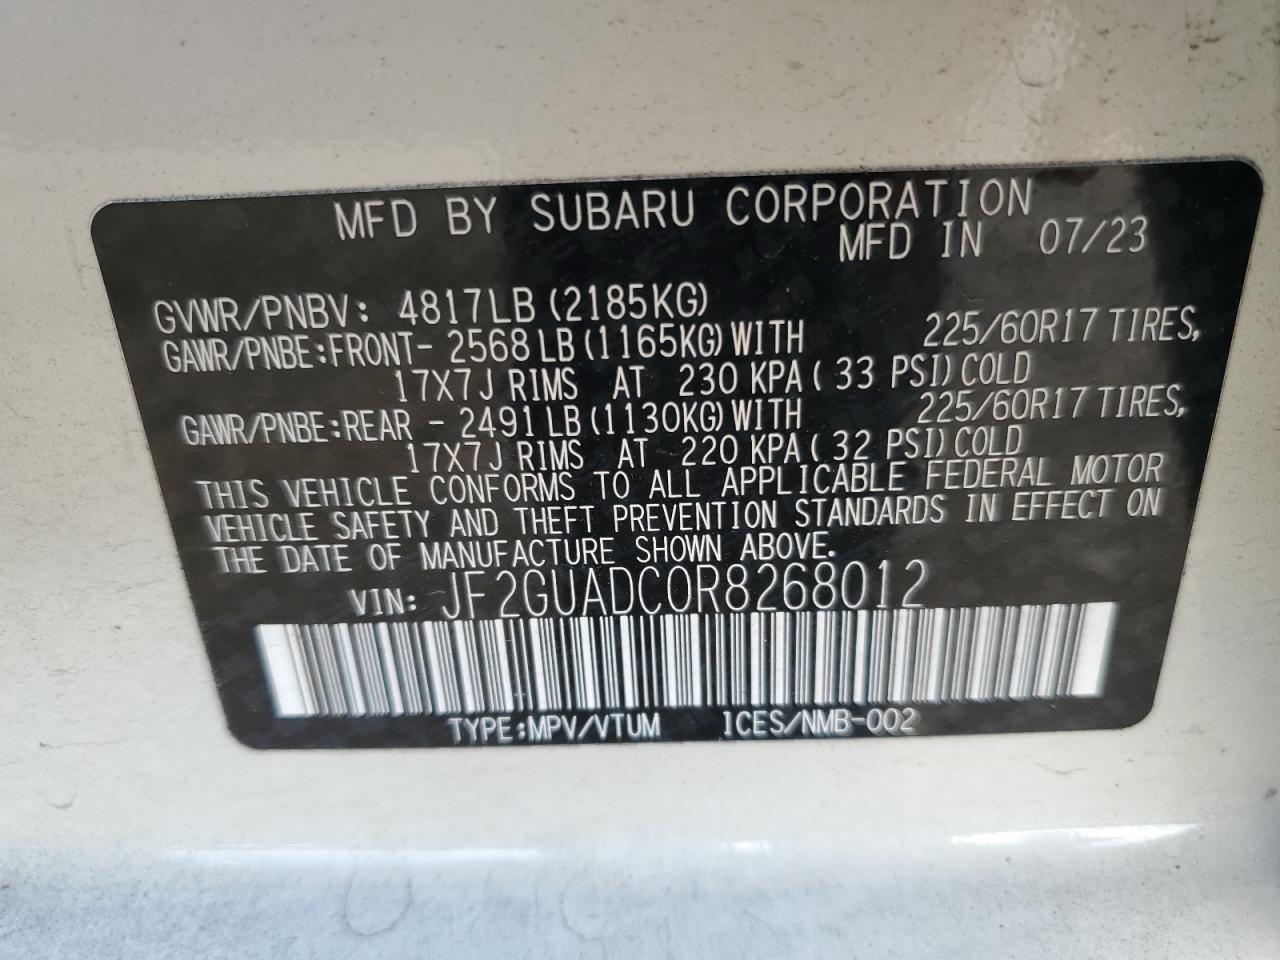 MFD BY SUBARU CORPORATION
MFD IN 07/23
GVWR/PNBV: 4817LB (2185KG)
GAWR/PNBE:FRONT- 2568 LB (1165KG) WITH 225/60R17 TIRES,
17X7J RIMS AT 230 KPA ( 33 PSI) COLD
GAWR/PNBE:REAR - 2491 LB (1130KG) WITH 225/60R17 TIRES,
17X7J RIMS AT 220 KPA ( 32 PSI) COLD
THIS VEHICLE CONFORMS TO ALL APPLICABLE FEDERAL MOTOR
VEHICLE SAFETY AND THEFT PREVENTION STANDARDS IN EFFECT ON
THE DATE OF MANUFACTURE SHOWN ABOVE.
VIN: JF2GUADC0R8268012
TYPE:MPV/VTUM ICES/NMB-002